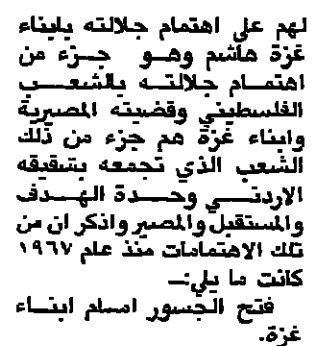 لهم على اهتمام جلالته بابناء
غزة هاشم وهو جزء من
اهتمام جلالته بالشعب
الفلسطيني وقضيته المصيرية
وابناء غزة هم جزء من ذلك
الشعب الذي تجمعه بشقيقه
الاردني وحدة الهدف
والمستقبل والمصير واذكر ان من
تلك الاهتمامات منذ عام ١٩٦٧
كانت ما يلي:ـ
فتح الجسور امام ابناء
غزة.